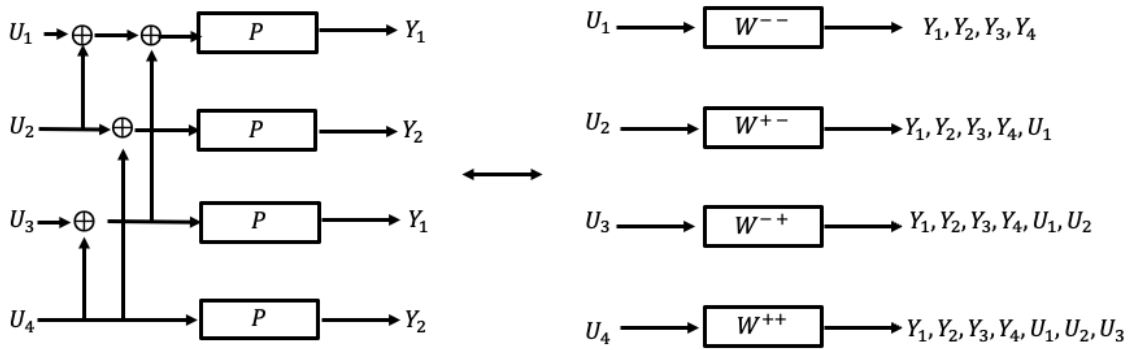 U₁ ⊕ ⊕ P Y₁ U₁ W⁻⁻ Y₁, Y₂, Y₃, Y₄
U₂ ⊕ P Y₂ U₂ W⁺⁻ Y₁, Y₂, Y₃, Y₄, U₁
U₃ ⊕ P Y₁ U₃ W⁻⁺ Y₁, Y₂, Y₃, Y₄, U₁, U₂
U₄ P Y₂ U₄ W⁺⁺ Y₁, Y₂, Y₃, Y₄, U₁, U₂, U₃